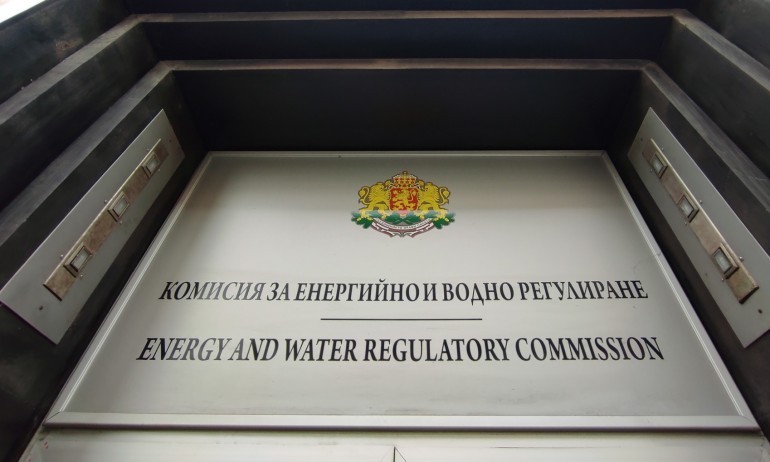 КОМИСИЯ ЗА ЕНЕРГИЙНО И ВОДНО РЕГУЛИРАНЕ
ENERGY AND WATER REGULATORY COMMISSION